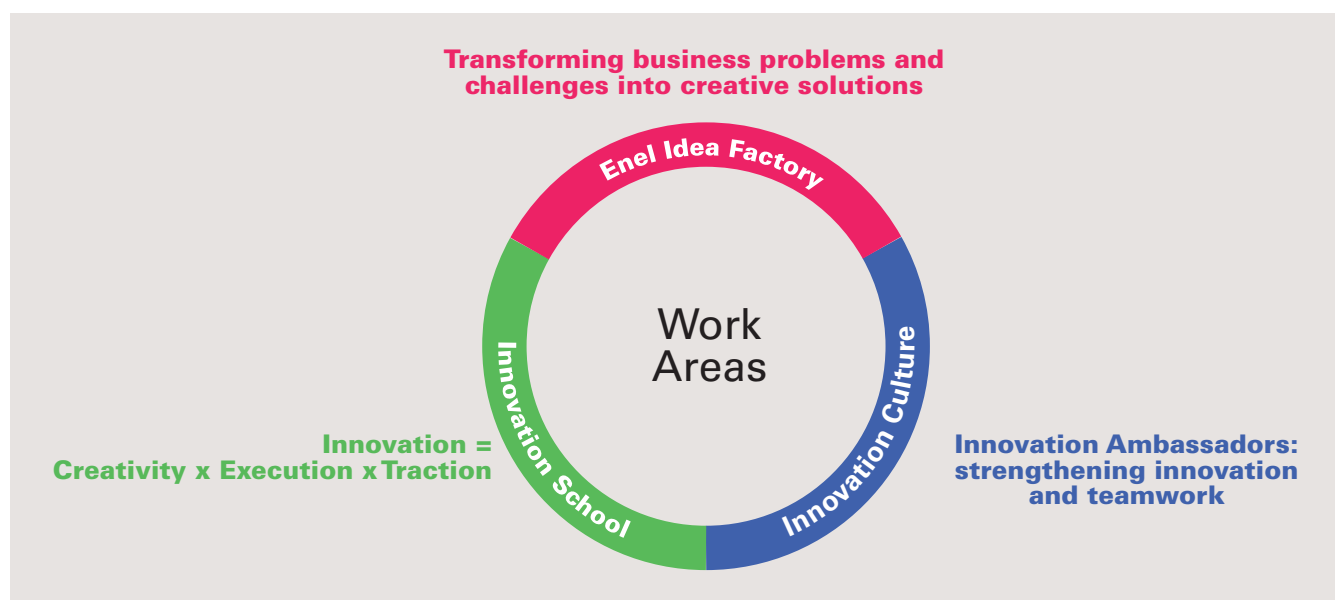 Transforming business problems and
challenges into creative solutions
Enel Idea Factory
Work
Areas
Innovation School
Innovation Culture
Innovation =
Creativity x Execution x Traction
Innovation Ambassadors:
strengthening innovation
and teamwork